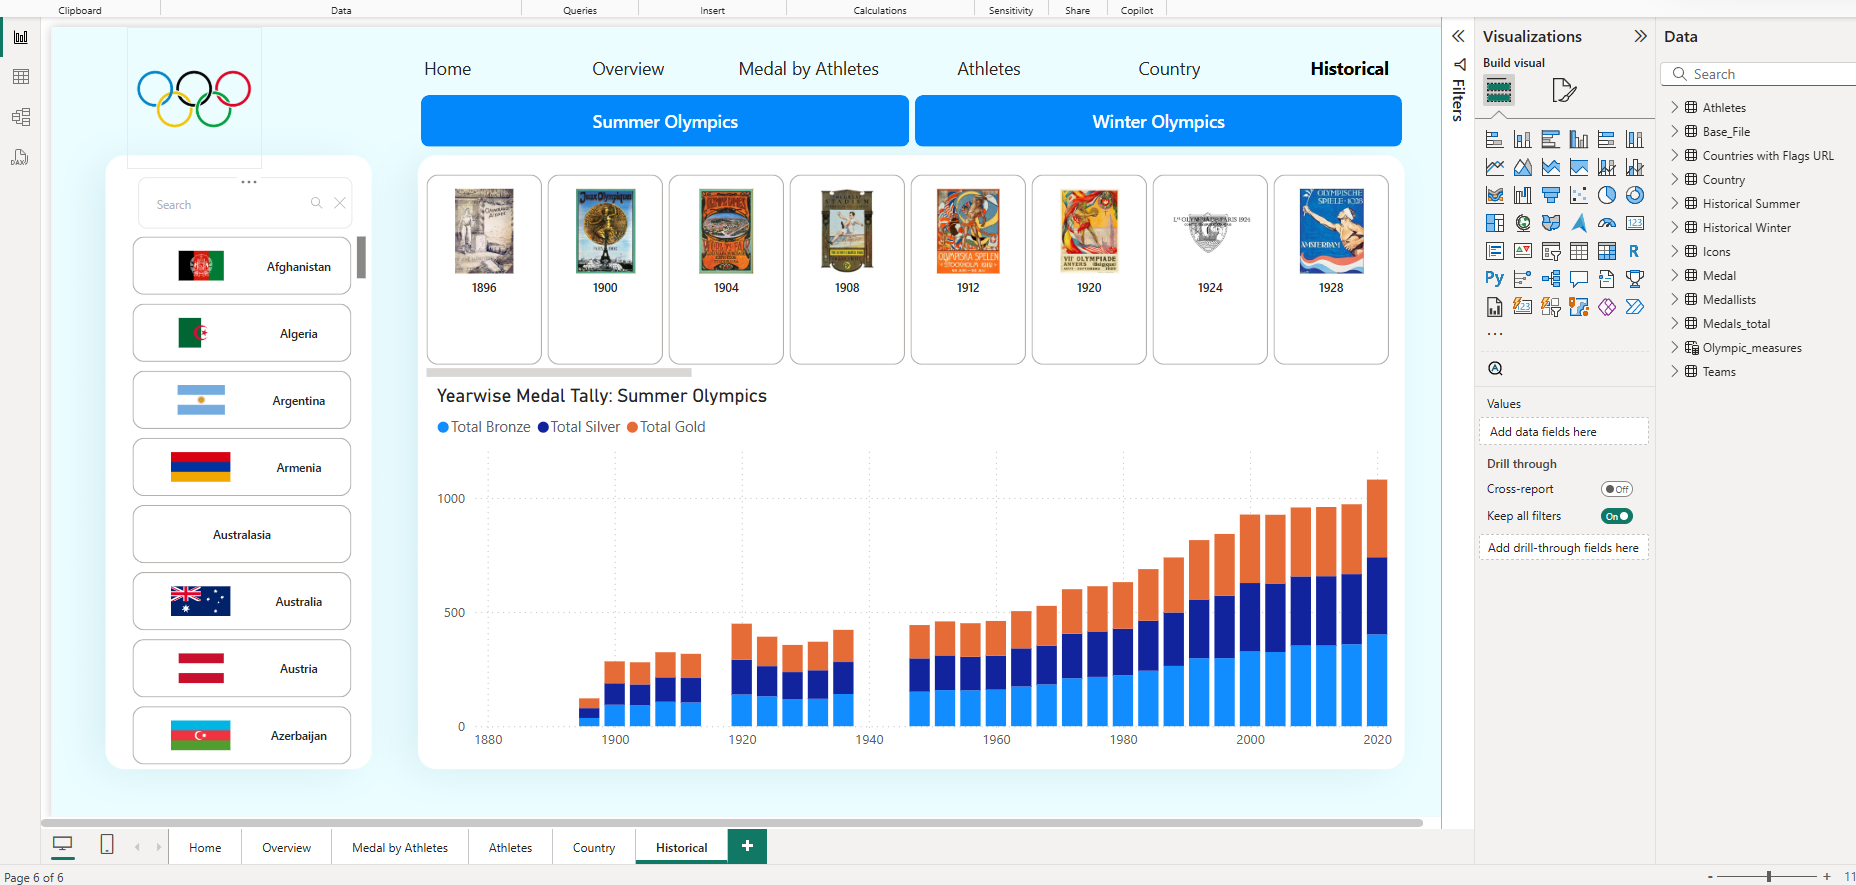 Clipboard
Data
Queries
Insert
Calculations
Sensitivity
Share
Copilot
Home
Overview
Medal by Athletes
Athletes
Country
Historical
Summer Olympics
Winter Olympics
Search
Afghanistan
Algeria
Argentina
Armenia
Australasia
Australia
Austria
Azerbaijan
1896
1900
1904
1908
1912
1920
1924
1928
Yearwise Medal Tally: Summer Olympics
Total Bronze
Total Silver
Total Gold
1000
500
0
1880
1900
1920
1940
1960
1980
2000
2020
Filters
Visualizations
Build visual
123
R
Py
123
Values
Add data fields here
Drill through
Cross-report
Off
Keep all filters
On
Add drill-through fields here
Data
Search
Athletes
Base_File
Countries with Flags URL
Country
Historical Summer
Historical Winter
Icons
Medal
Medallists
Medals_total
Olympic_measures
Teams
DAX
Home
Overview
Medal by Athletes
Athletes
Country
Historical
+
Page 6 of 6
- +
11